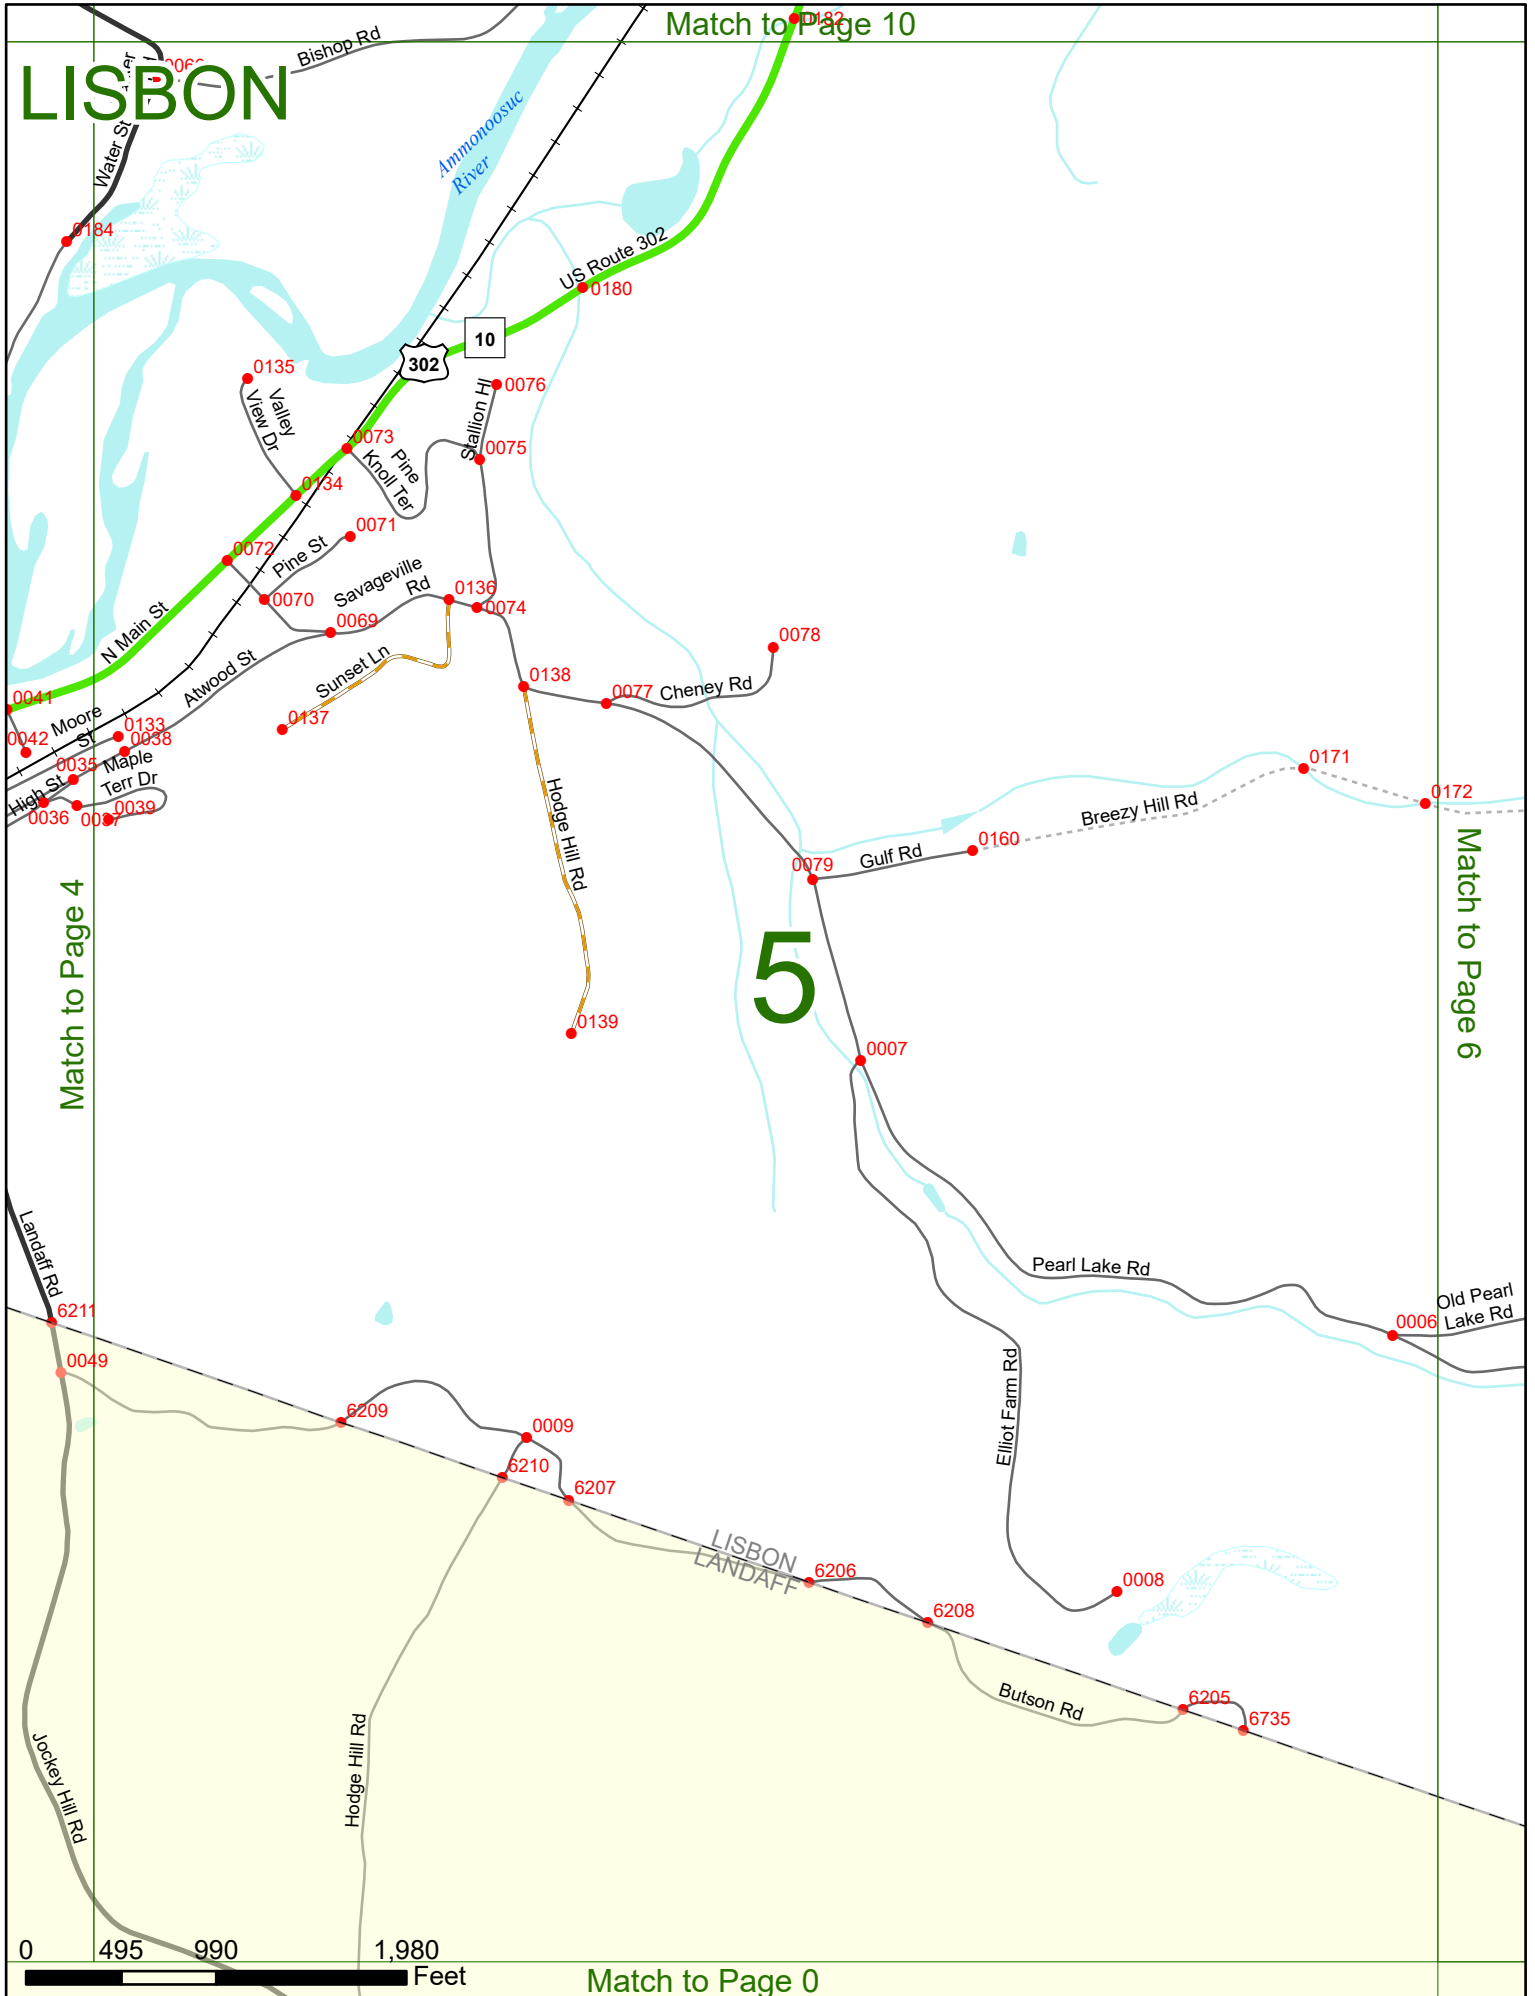 Match to Page 10
0182
Bishop Rd
LISBON
Water St
Ammonoosuc
River
0184
US Route 302
0180
10
302
0135
0076
Valley
View Dr
Stallion Hl
0073
Pine
Knoll Ter
0075
0134
0071
0072
Pine St
Savageville
Rd
0136
0070
0074
0069
N Main St
0078
Atwood St
Sunset Ln
0138
0077
Cheney Rd
0041
Moore
St
0133
0137
0042
0038
0035
Maple
Terr Dr
0171
High St
0036
0037
0039
Hodge Hill Rd
Breezy Hill Rd
0172
0160
Gulf Rd
0079
Match to Page 4
Match to Page 6
5
0139
0007
Landaff Rd
Pearl Lake Rd
Old Pearl
Lake Rd
6211
0006
0049
Elliot Farm Rd
6209
0009
6210
6207
LISBON
LANDAFF
6206
0008
6208
Butson Rd
6205
6735
Jockey Hill Rd
Hodge Hill Rd
0 495 990 1,980
Feet
Match to Page 0